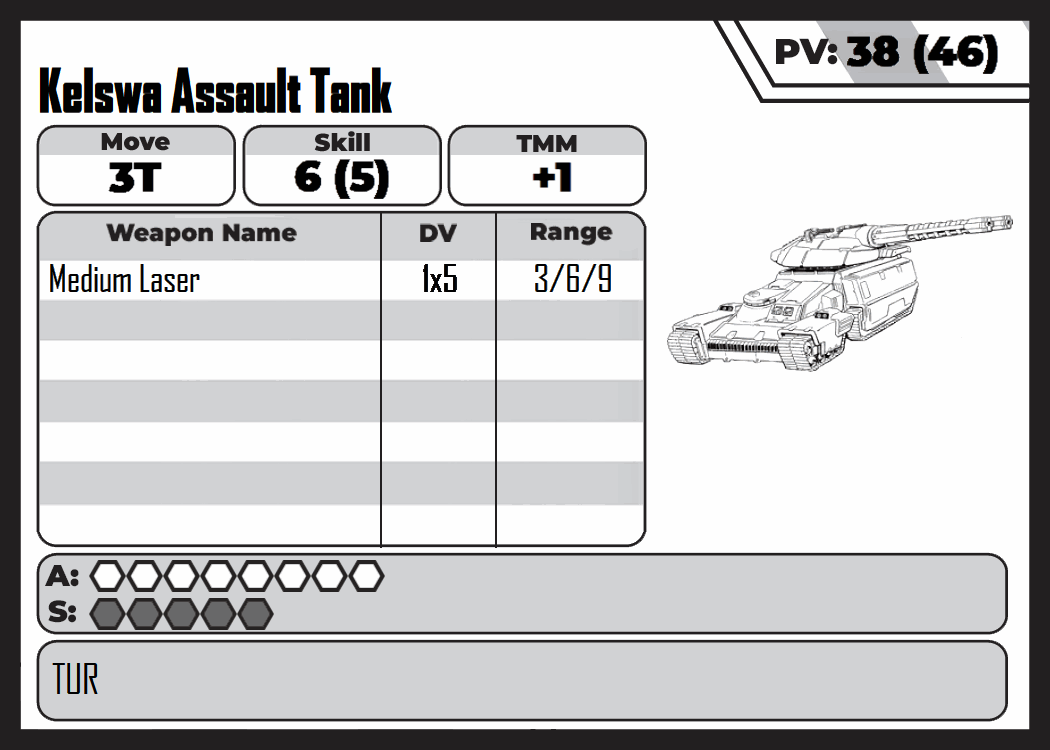 PV: 38 (46)
Kelswa Assault Tank
Move Skill TMM
3T 6 (5) +1
Weapon Name DV Range
Medium Laser 1x5 3/6/9
A:
S:
TUR